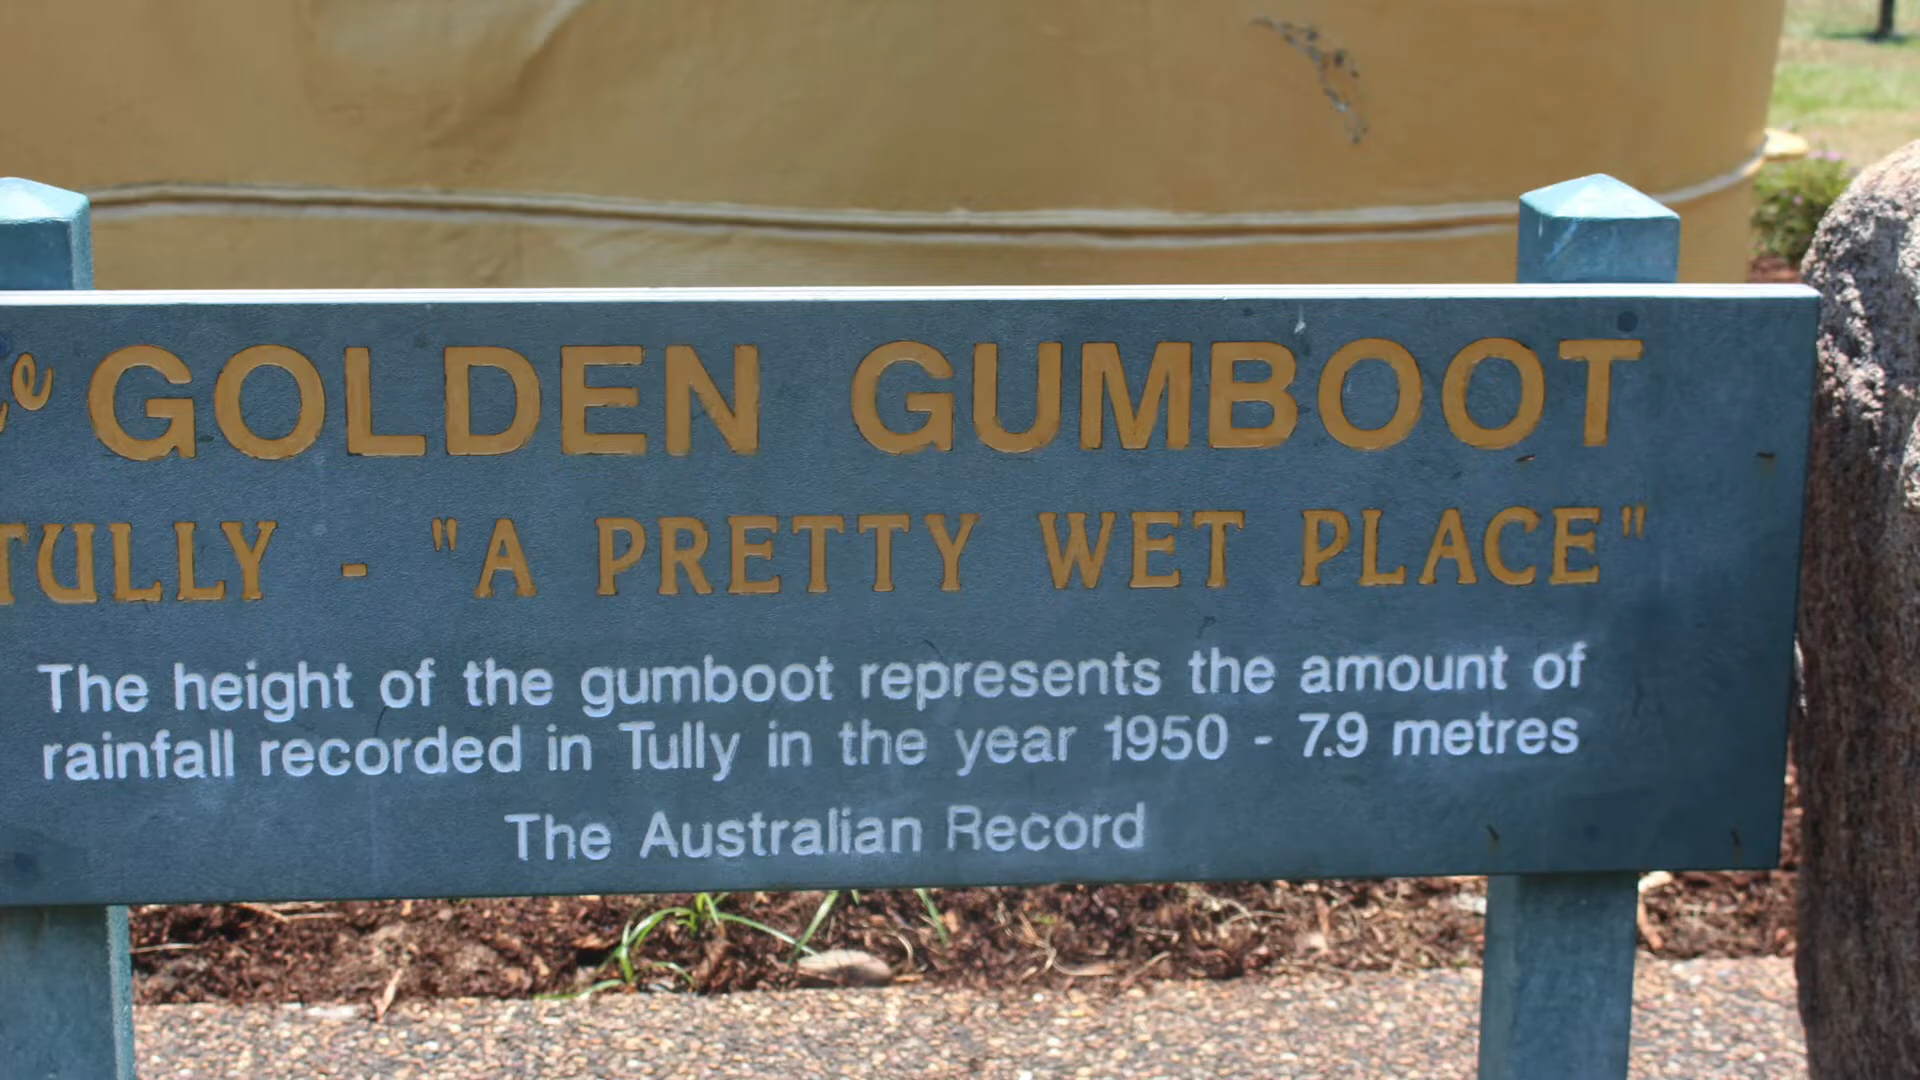 GOLDEN GUMBOOT
TULLY - "A PRETTY WET PLACE"
The height of the gumboot represents the amount of
rainfall recorded in Tully in the year 1950 - 7.9 metres
The Australian Record